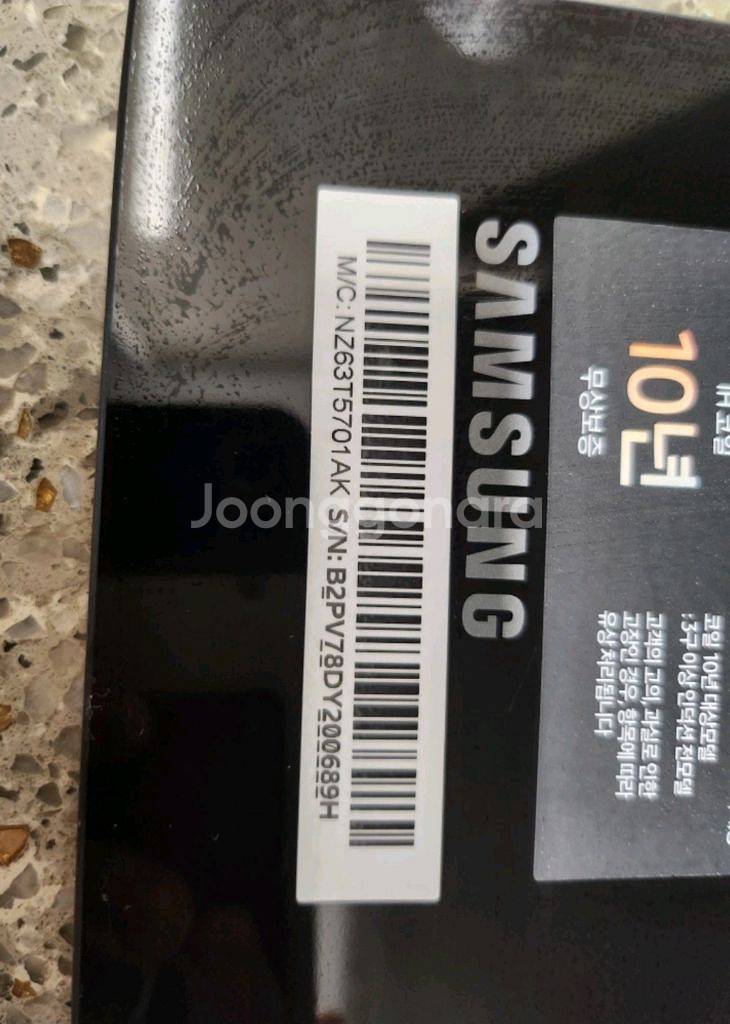 M/C: NZ63T5701AK S/N: B2PV78DY200689H
SAMSUNG
10년
무상보증
코일 10년 대상모델
:3구 이상 인덕션 전모델
고객의 고의, 과실로 인한
고장인 경우, 항목에 따라
유상 처리됩니다
Joonggonara